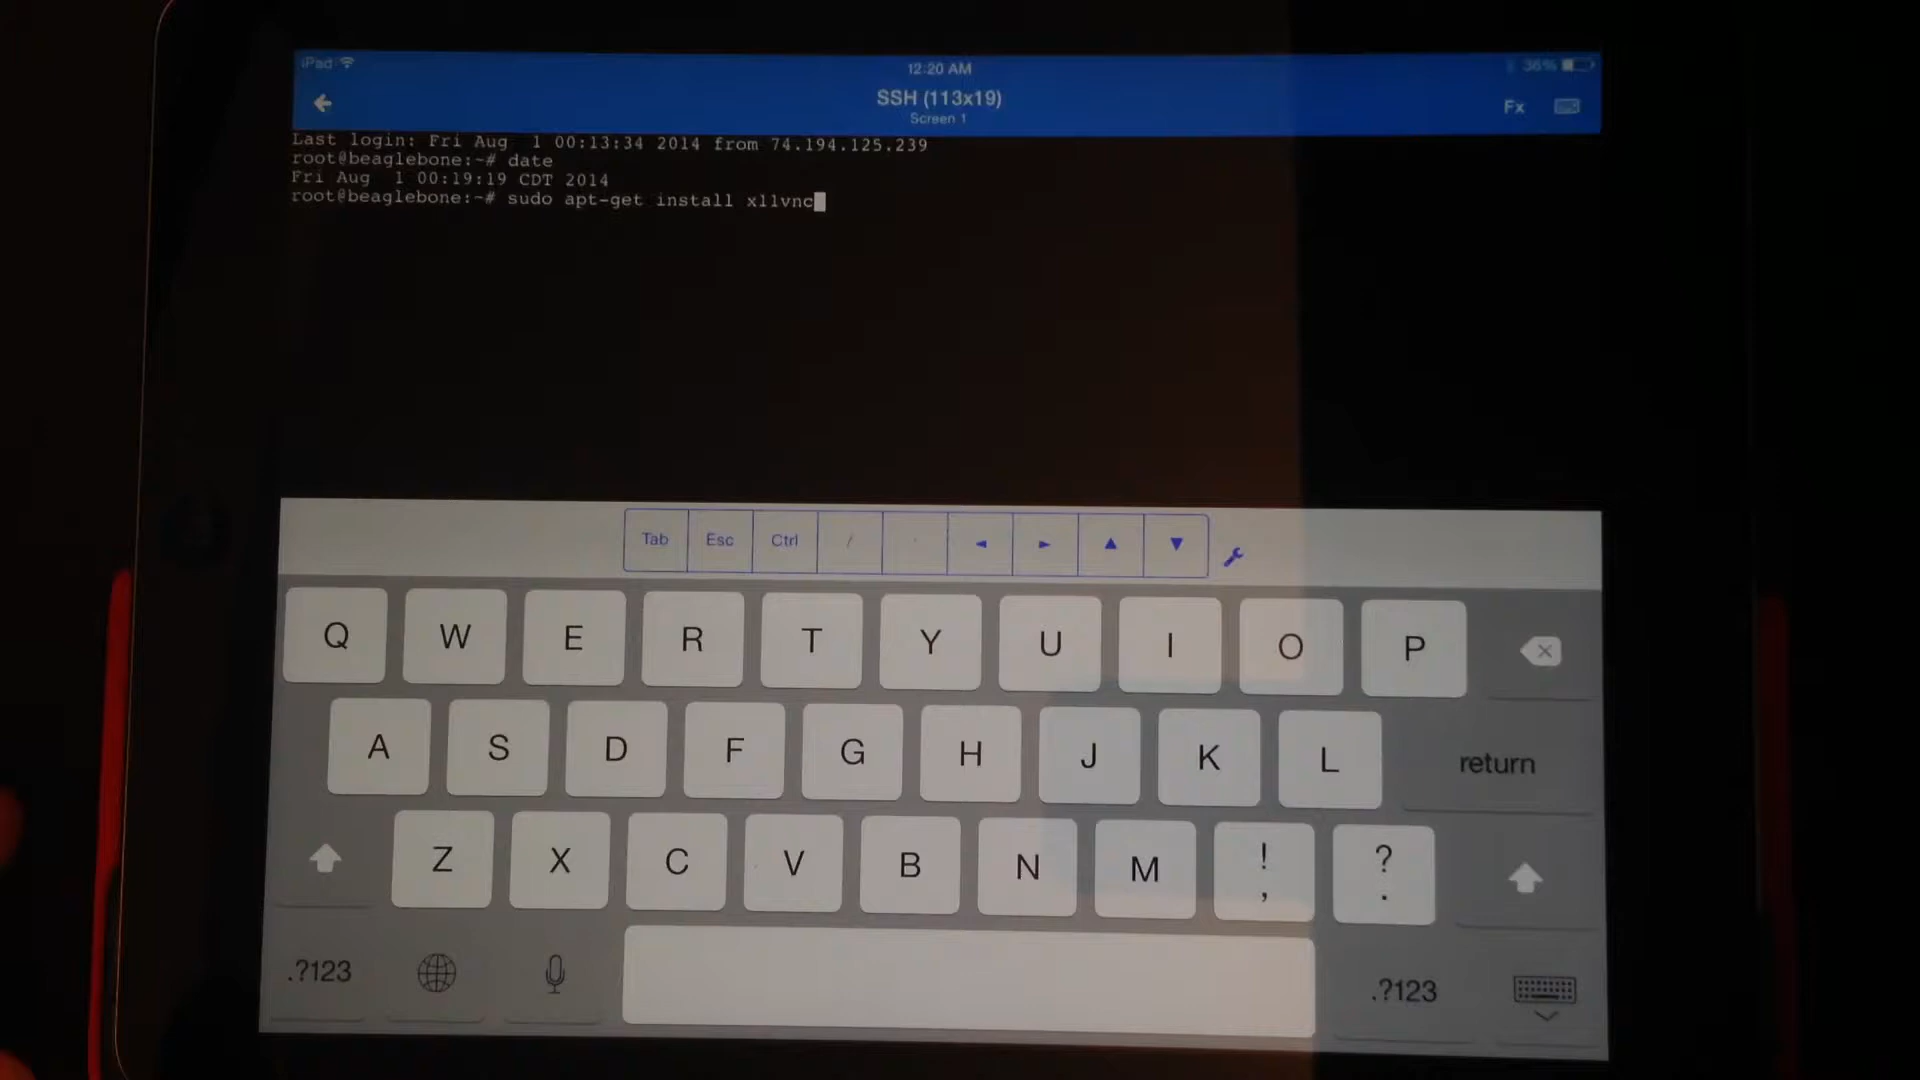 iPad
12:20 AM
36%
SSH (113x19)
Screen 1
Fx
Last login: Fri Aug  1 00:13:34 2014 from 74.194.125.239
root@beaglebone:~# date
Fri Aug  1 00:19:19 CDT 2014
root@beaglebone:~# sudo apt-get install x11vnc
Tab Esc Ctrl /
Q W E R T Y U I O P
A S D F G H J K L return
Z X C V B N M ! , ? .
.?123 .?123